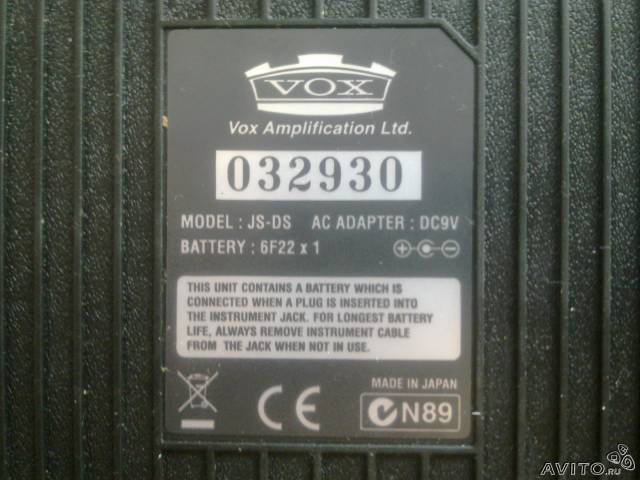 VOX
Vox Amplification Ltd.
032930
MODEL : JS-DS AC ADAPTER : DC9V
BATTERY : 6F22 x 1
THIS UNIT CONTAINS A BATTERY WHICH IS
CONNECTED WHEN A PLUG IS INSERTED INTO
THE INSTRUMENT JACK. FOR LONGEST BATTERY
LIFE, ALWAYS REMOVE INSTRUMENT CABLE
FROM THE JACK WHEN NOT IN USE.
MADE IN JAPAN
CE
N89
AVITO.ru